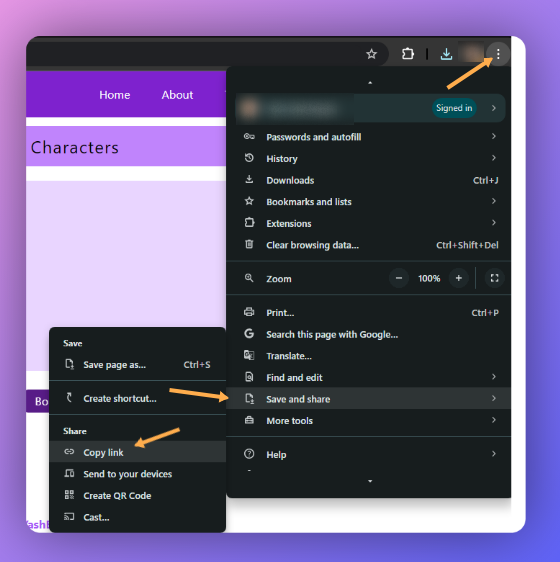 Home About
Characters
Signed in
Passwords and autofill
History
Downloads Ctrl+J
Bookmarks and lists
Extensions
Clear browsing data... Ctrl+Shift+Del
Zoom 100%
Print... Ctrl+P
Search this page with Google...
Translate...
Find and edit
Save and share
More tools
Help
Save
Save page as... Ctrl+S
Create shortcut...
Share
Copy link
Send to your devices
Create QR Code
Cast...
Bo